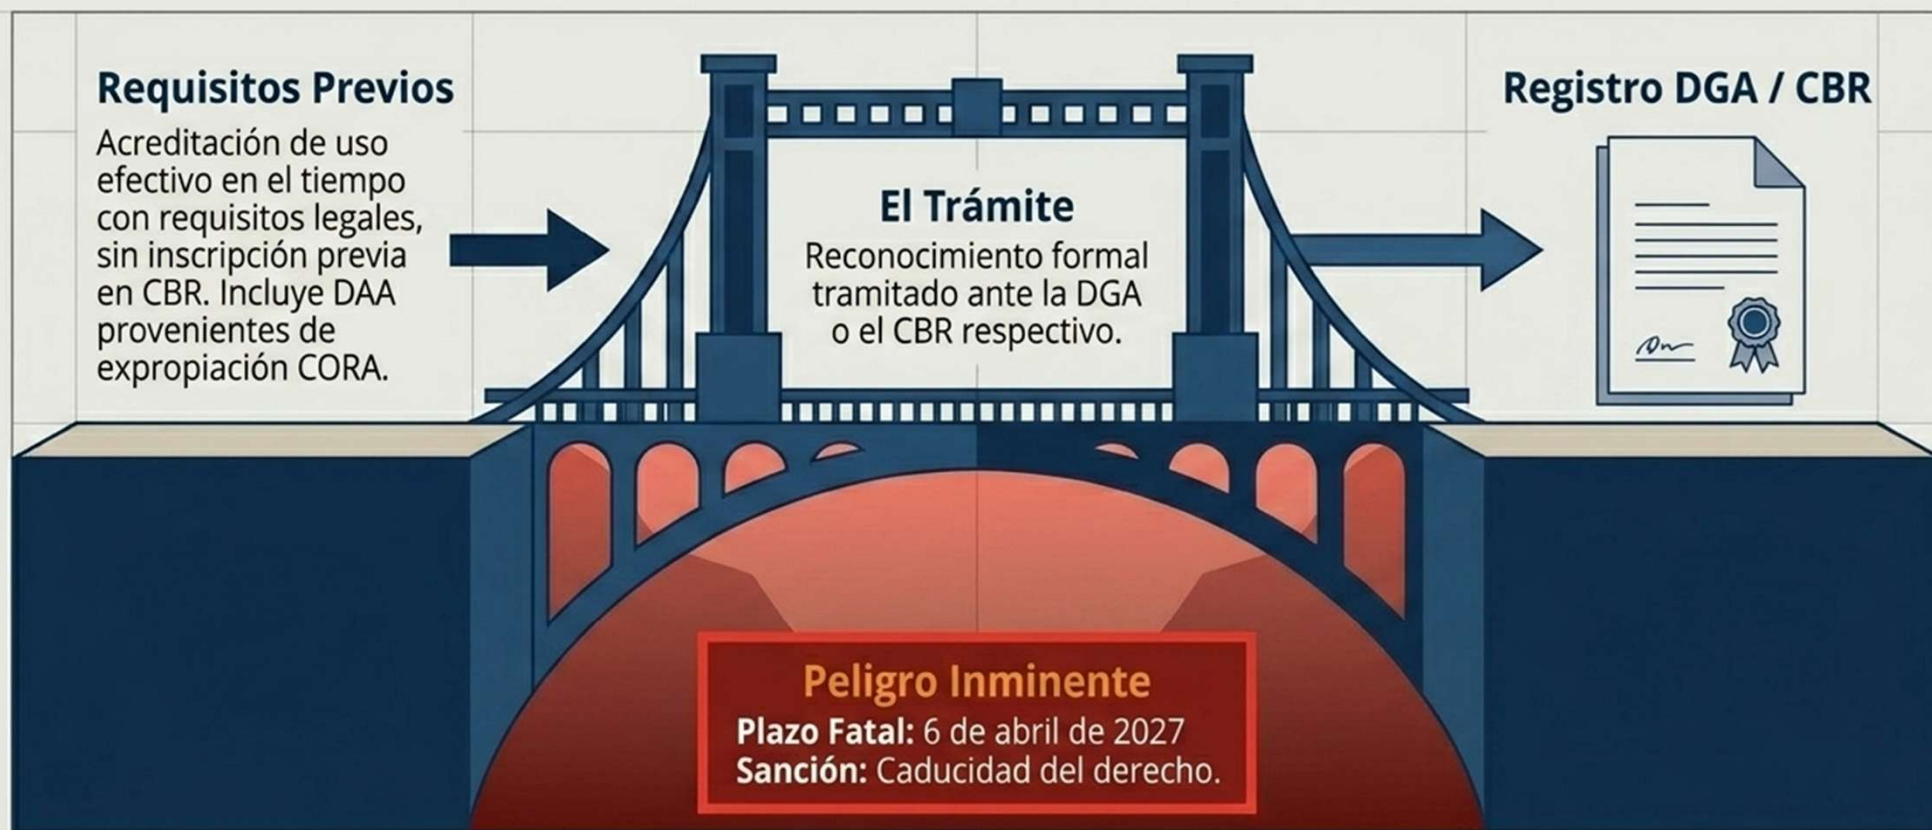 Requisitos Previos
Acreditación de uso
efectivo en el tiempo
con requisitos legales,
sin inscripción previa
en CBR. Incluye DAA
provenientes de
expropiación CORA.
El Trámite
Reconocimiento formal
tramitado ante la DGA
o el CBR respectivo.
Registro DGA / CBR
Peligro Inminente
Plazo Fatal: 6 de abril de 2027
Sanción: Caducidad del derecho.